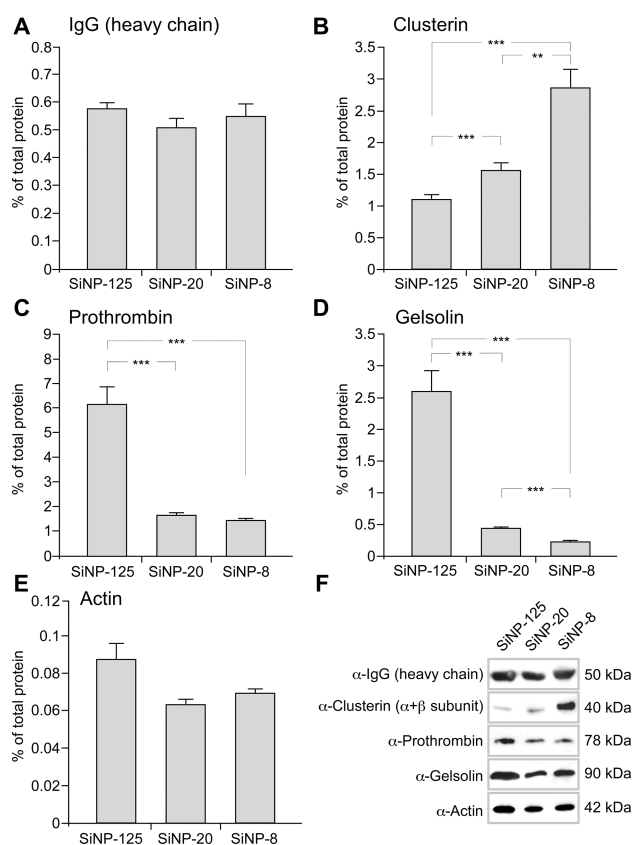 A IgG (heavy chain)
% of total protein
0.8
0.7
0.6
0.5
0.4
0.3
0.2
0.1
0
SiNP-125 SiNP-20 SiNP-8
B Clusterin
% of total protein
3.5
3
2.5
2
1.5
1
0.5
0
***
**
***
SiNP-125 SiNP-20 SiNP-8
C Prothrombin
% of total protein
9
8
7
6
5
4
3
2
1
0
***
***
SiNP-125 SiNP-20 SiNP-8
D Gelsolin
% of total protein
3.5
3
2.5
2
1.5
1
0.5
0
***
***
***
SiNP-125 SiNP-20 SiNP-8
E Actin
% of total protein
0.12
0.1
0.08
0.06
0.04
0.02
0
SiNP-125 SiNP-20 SiNP-8
F
SiNP-125 SiNP-20 SiNP-8
α-IgG (heavy chain) 50 kDa
α-Clusterin (α+β subunit) 40 kDa
α-Prothrombin 78 kDa
α-Gelsolin 90 kDa
α-Actin 42 kDa